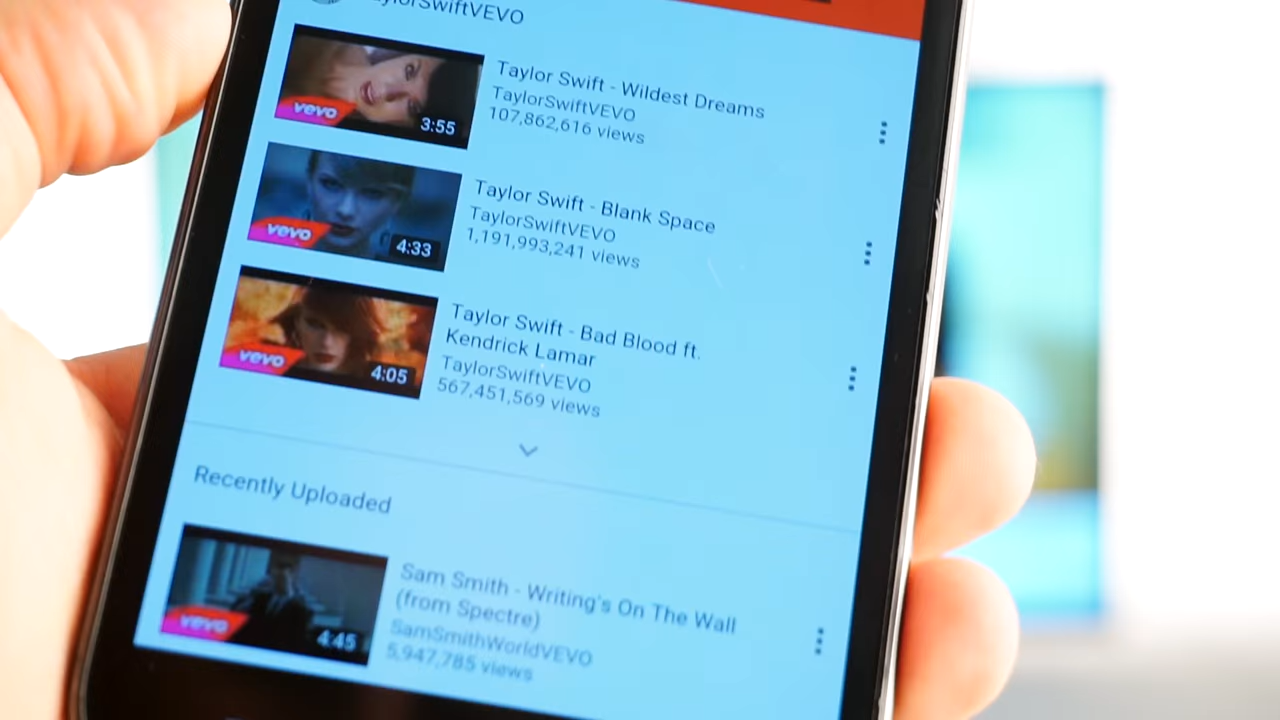 TaylorSwiftVEVO
vevo
3:55
Taylor Swift - Wildest Dreams
TaylorSwiftVEVO
107,862,616 views
vevo
4:33
Taylor Swift - Blank Space
TaylorSwiftVEVO
1,191,993,241 views
vevo
4:05
Taylor Swift - Bad Blood ft.
Kendrick Lamar
TaylorSwiftVEVO
567,451,569 views
Recently Uploaded
vevo
4:45
Sam Smith - Writing's On The Wall
(from Spectre)
SamSmithWorldVEVO
5,947,785 views